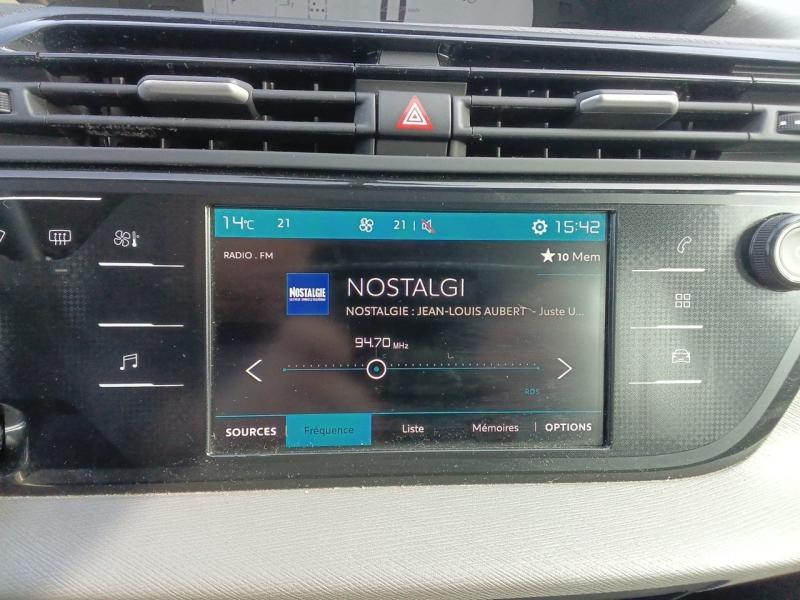 14°C 21 21 15:42
RADIO . FM 10 Mem
NOSTALGIE
NOSTALGI
NOSTALGIE : JEAN-LOUIS AUBERT - Juste U...
94.70 MHz
RDS
SOURCES Fréquence Liste Mémoires OPTIONS